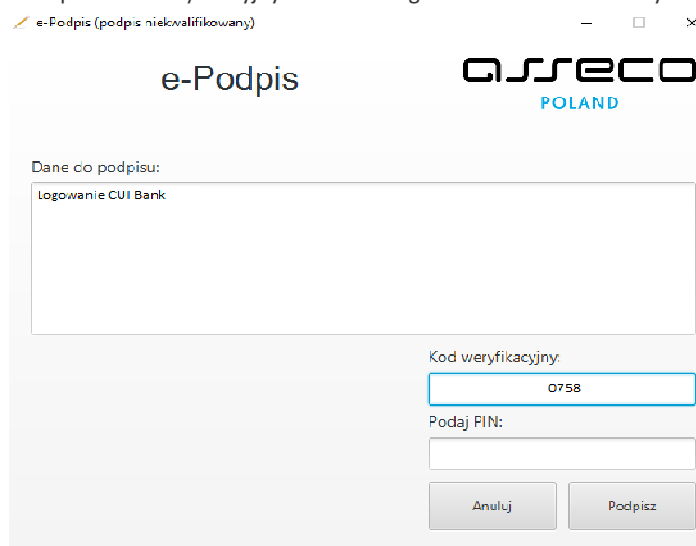 e-Podpis (podpis niekwalifikowany)
e-Podpis
asseco
POLAND
Dane do podpisu:
Logowanie CUI Bank
Kod weryfikacyjny:
0758
Podaj PIN:
Anuluj
Podpisz